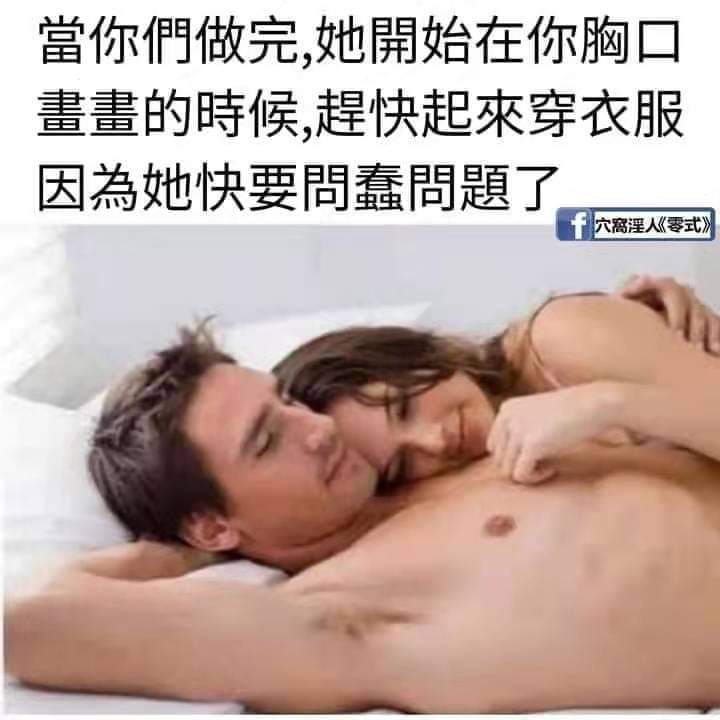 當你們做完,她開始在你胸口
畫畫的時候,趕快起來穿衣服
因為她快要問蠢問題了
f 穴窩淫人《零式》